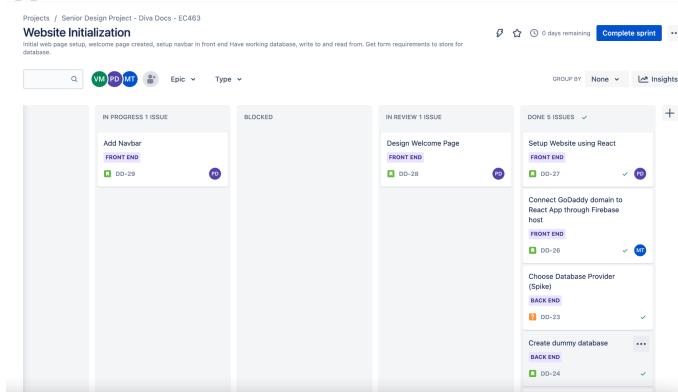 Projects / Senior Design Project - Diva Docs - EC463
Website Initialization
0 days remaining
Complete sprint
Initial web page setup, welcome page created, setup navbar in front end Have working database, write to and read from. Get form requirements to store for
database.
VM PD MT
Epic
Type
GROUP BY
None
Insights
IN PROGRESS 1 ISSUE
Add Navbar
FRONT END
DD-29
PD
BLOCKED
IN REVIEW 1 ISSUE
Design Welcome Page
FRONT END
DD-28
PD
DONE 5 ISSUES
Setup Website using React
FRONT END
DD-27
PD
Connect GoDaddy domain to
React App through Firebase
host
FRONT END
DD-26
MT
Choose Database Provider
(Spike)
BACK END
? DD-23
Create dummy database
BACK END
DD-24